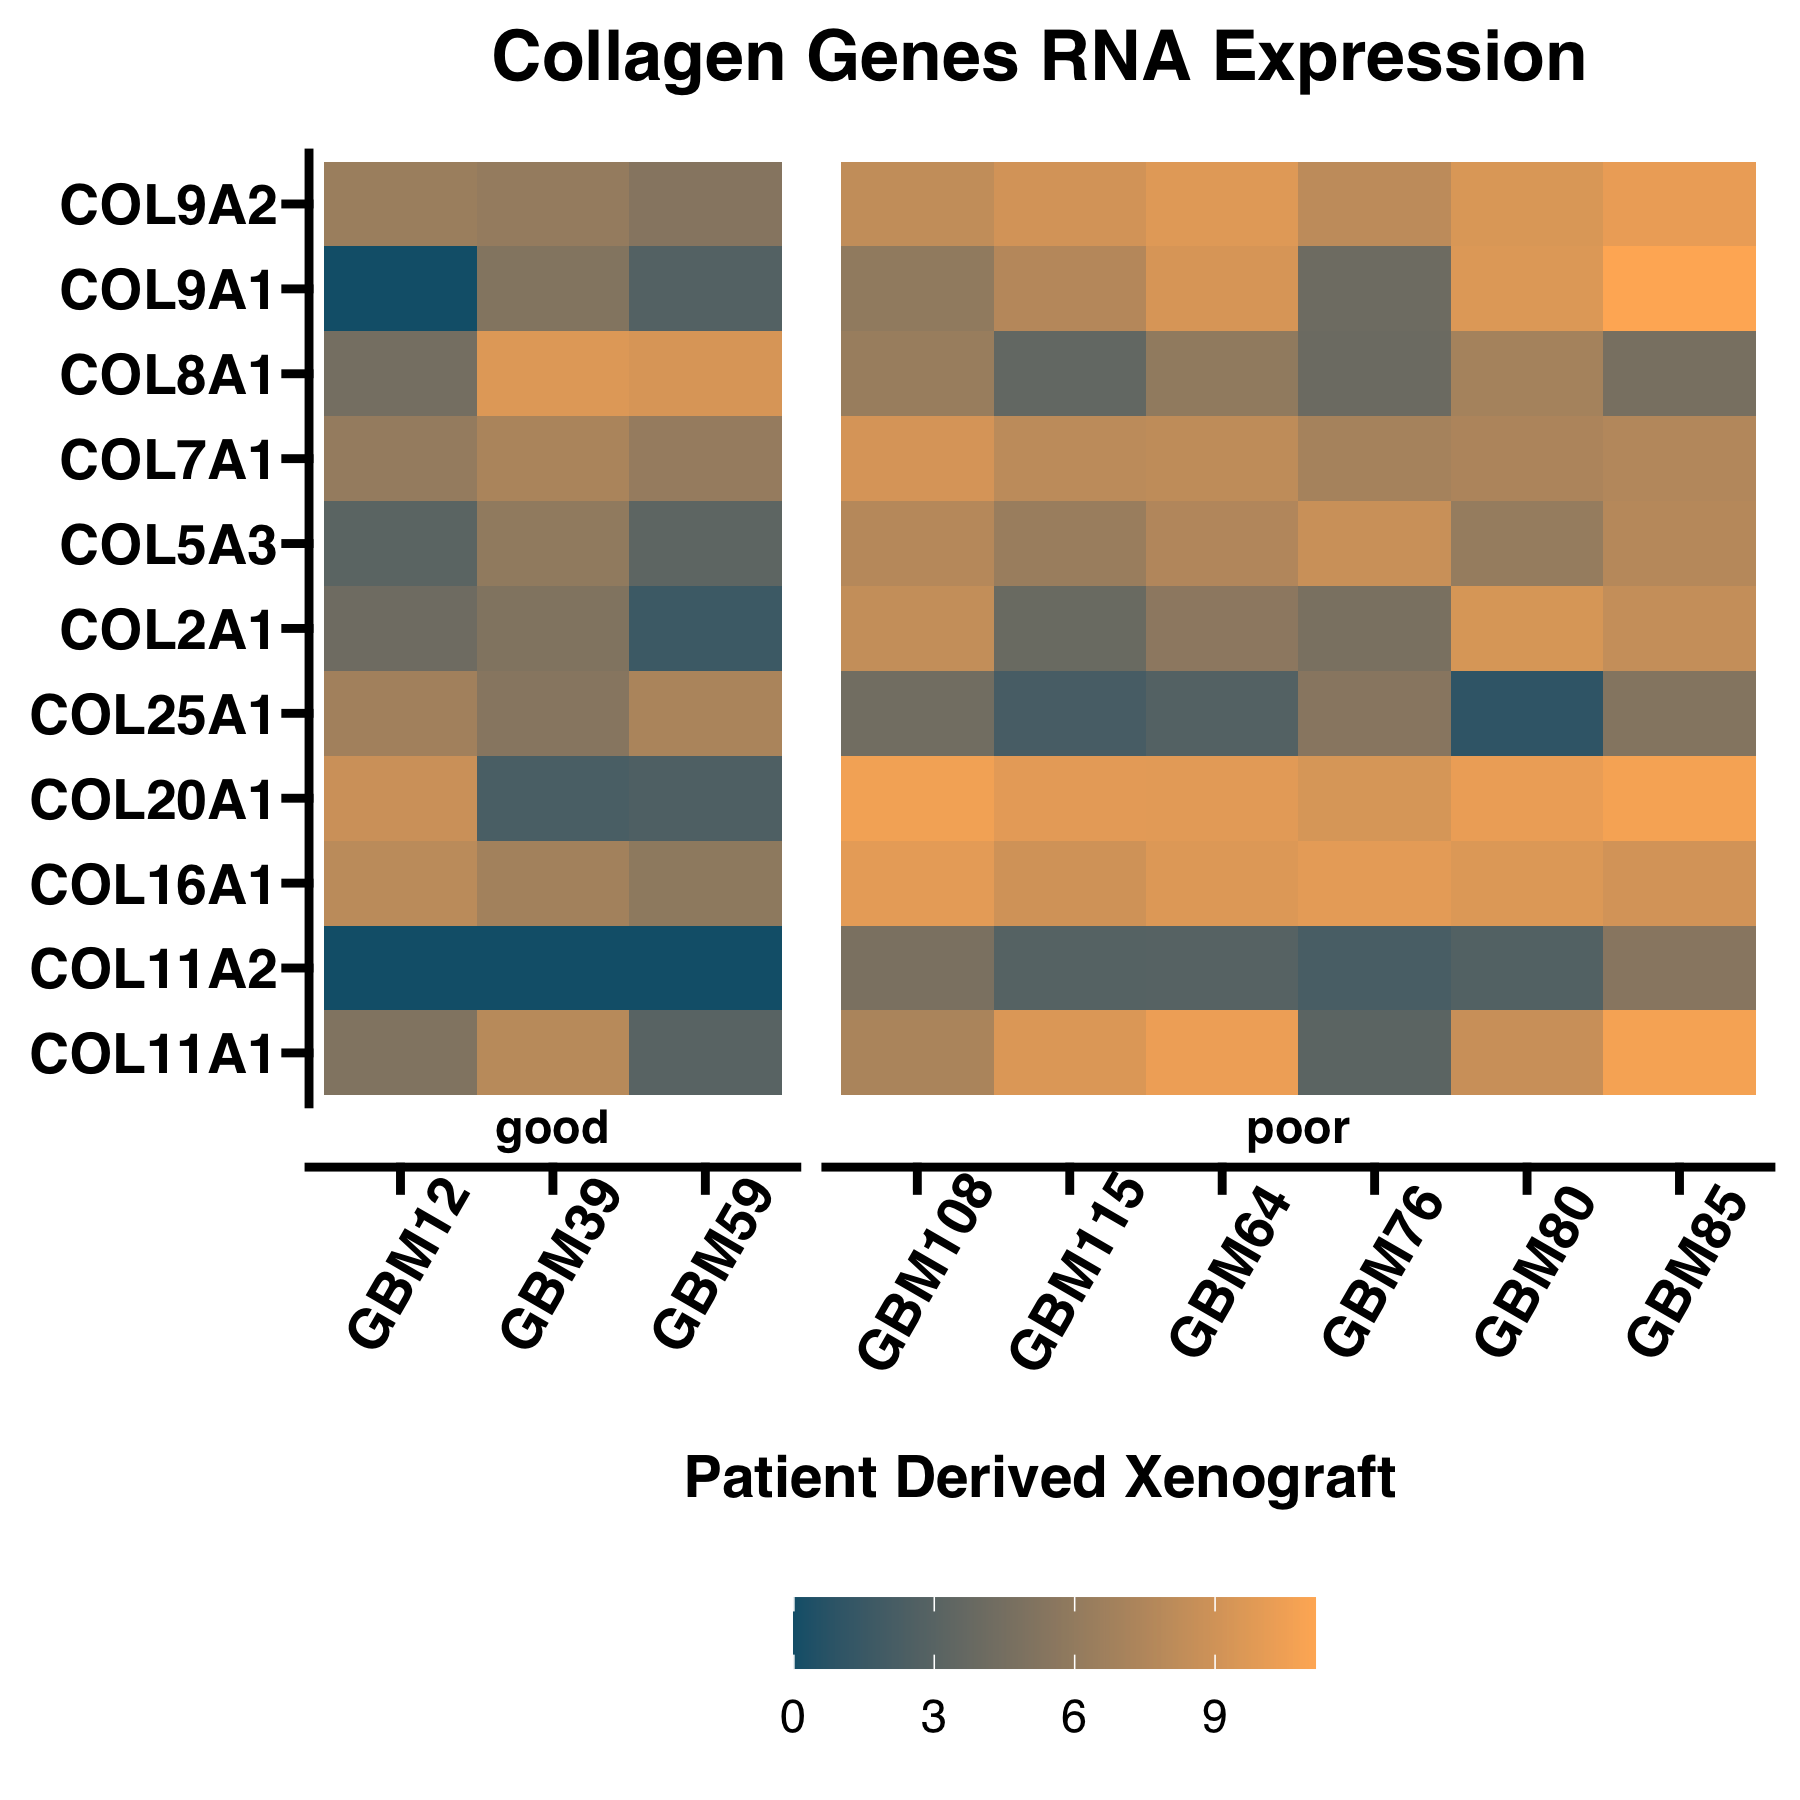 Collagen Genes RNA Expression
COL9A2
COL9A1
COL8A1
COL7A1
COL5A3
COL2A1
COL25A1
COL20A1
COL16A1
COL11A2
COL11A1
good poor
GBM12 GBM39 GBM59 GBM108 GBM115 GBM64 GBM76 GBM80 GBM85
Patient Derived Xenograft
0 3 6 9